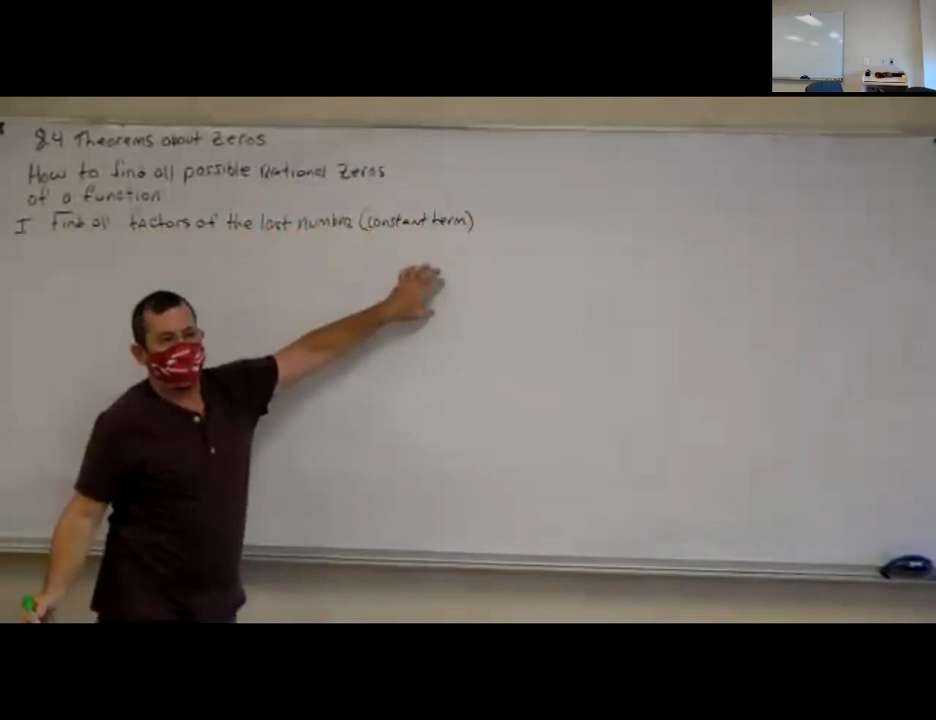 §4 Theorems about Zeros
How to find all possible Rational Zeros
of a function
I Find all factors of the last number (constant term)